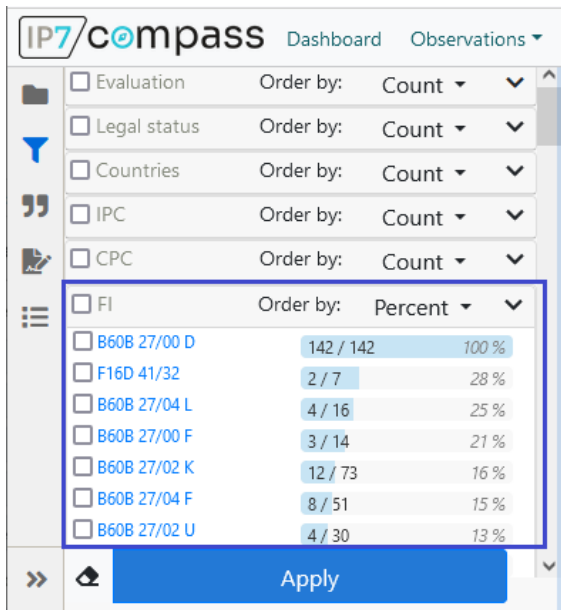 IP7/compass Dashboard Observations
Evaluation Order by: Count
Legal status Order by: Count
Countries Order by: Count
IPC Order by: Count
CPC Order by: Count
FI Order by: Percent
B60B 27/00 D 142 / 142 100 %
F16D 41/32 2 / 7 28 %
B60B 27/04 L 4 / 16 25 %
B60B 27/00 F 3 / 14 21 %
B60B 27/02 K 12 / 73 16 %
B60B 27/04 F 8 / 51 15 %
B60B 27/02 U 4 / 30 13 %
Apply